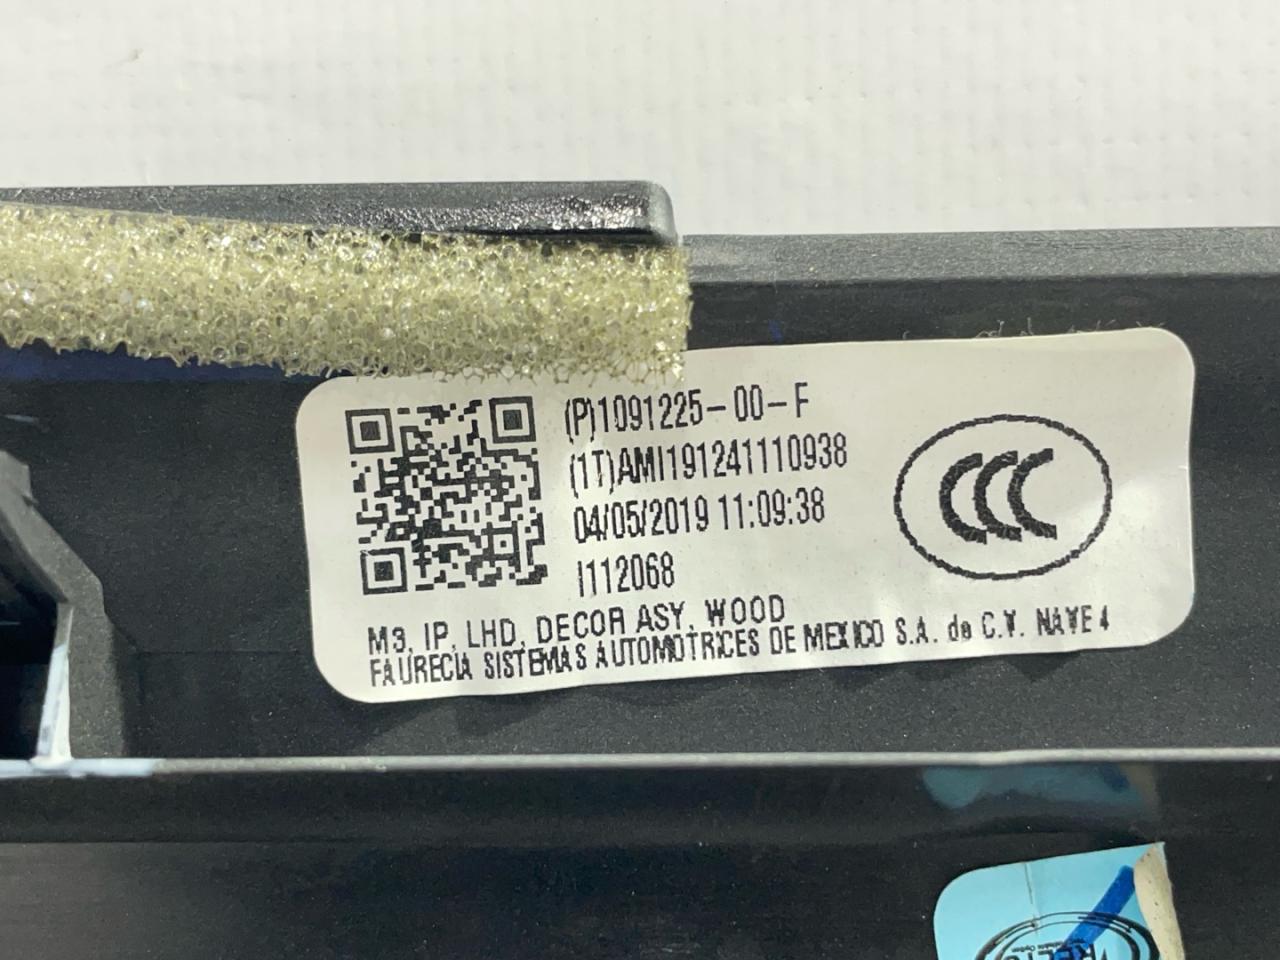 (P)1091225-00-F
(1T)AMI191241110938
04/05/2019 11:09:38
I112068
M3, IP, LHD, DECOR ASY, WOOD
FAURECIA SISTEMAS AUTOMOTRICES DE MEXICO S.A. de C.V. NAVE 4
CCC